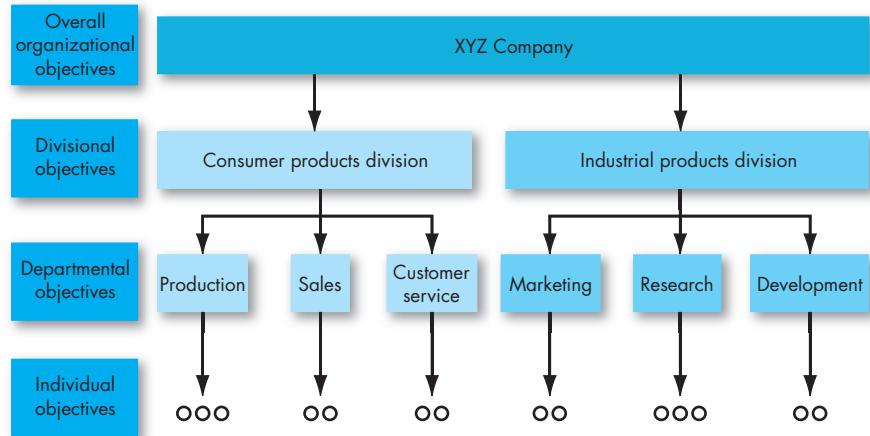 Overall
organizational
objectives
XYZ Company
Divisional
objectives
Consumer products division
Industrial products division
Departmental
objectives
Production
Sales
Customer
service
Marketing
Research
Development
Individual
objectives